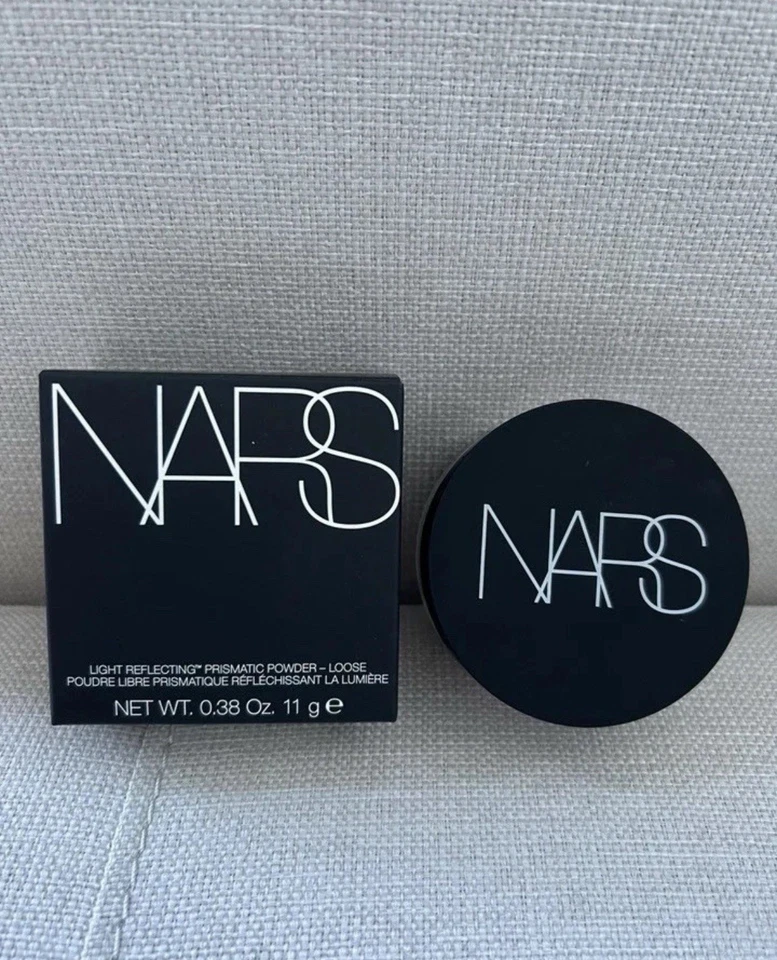 NARS
LIGHT REFLECTING™ PRISMATIC POWDER – LOOSE
POUDRE LIBRE PRISMATIQUE RÉFLÉCHISSANT LA LUMIÈRE
NET WT. 0.38 Oz. 11 g ℮
NARS